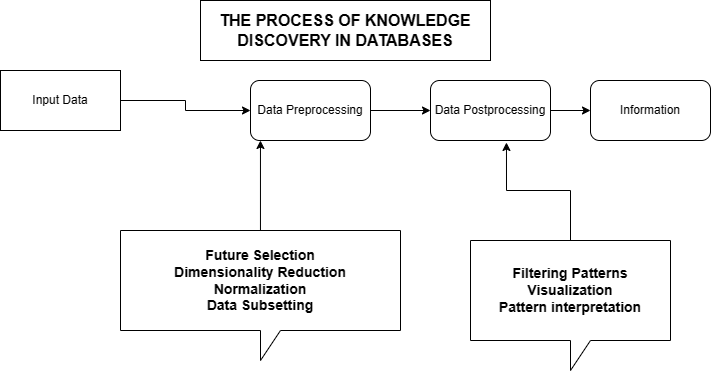 THE PROCESS OF KNOWLEDGE
DISCOVERY IN DATABASES
Input Data
Data Preprocessing
Data Postprocessing
Information
Future Selection
Dimensionality Reduction
Normalization
Data Subsetting
Filtering Patterns
Visualization
Pattern interpretation